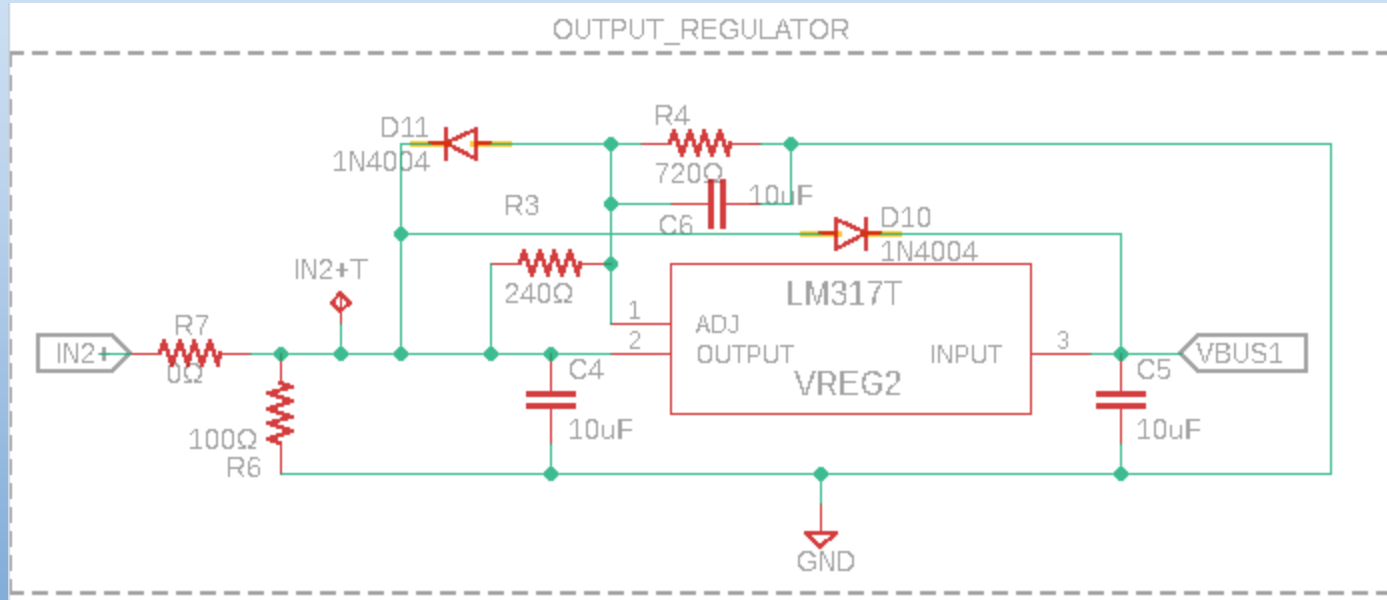 OUTPUT_REGULATOR
D11
1N4004
R4
720Ω
10uF
C6
R3
240Ω
D10
1N4004
IN2+T
LM317T
1
ADJ
2
OUTPUT
INPUT
3
VREG2
IN2+
R7
0Ω
C4
10uF
C5
10uF
VBUS1
100Ω
R6
GND